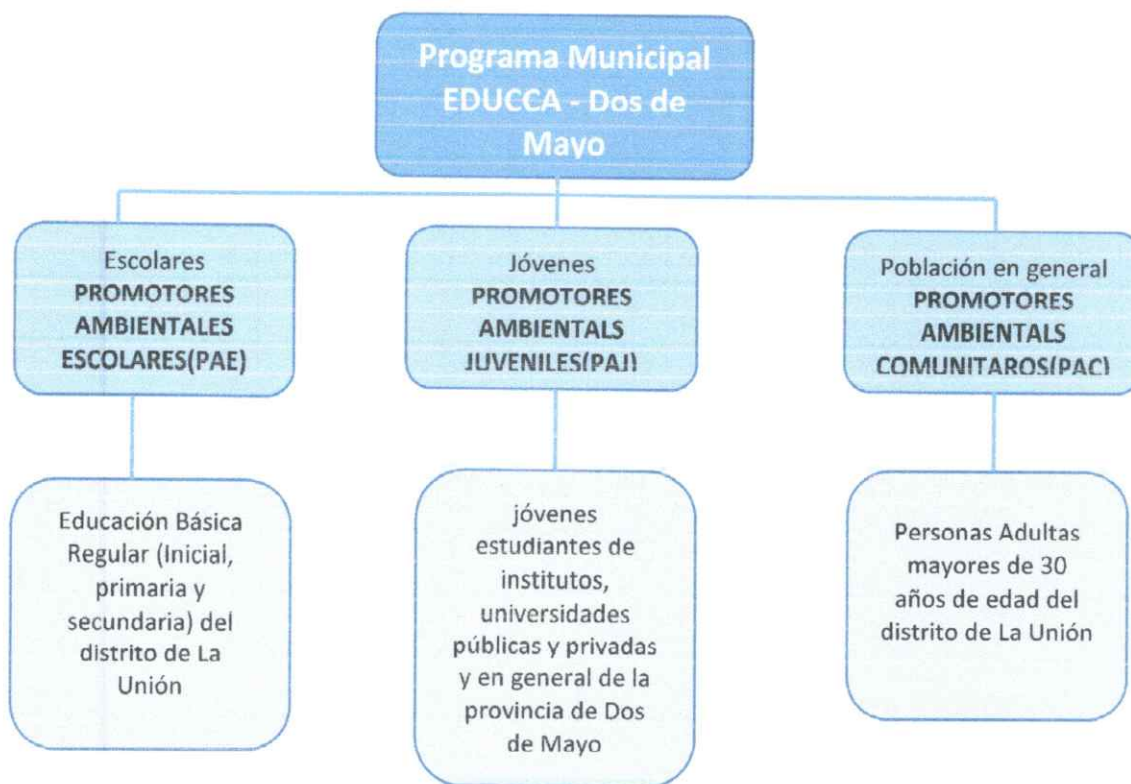 Programa Municipal
EDUCCA - Dos de
Mayo
Escolares
PROMOTORES
AMBIENTALES
ESCOLARES(PAE)
Jóvenes
PROMOTORES
AMBIENTALS
JUVENILES(PAJ)
Población en general
PROMOTORES
AMBIENTALS
COMUNITAROS(PAC)
Educación Básica
Regular (Inicial,
primaria y
secundaria) del
distrito de La
Unión
jóvenes
estudiantes de
institutos,
universidades
públicas y privadas
y en general de la
provincia de Dos
de Mayo
Personas Adultas
mayores de 30
años de edad del
distrito de La Unión